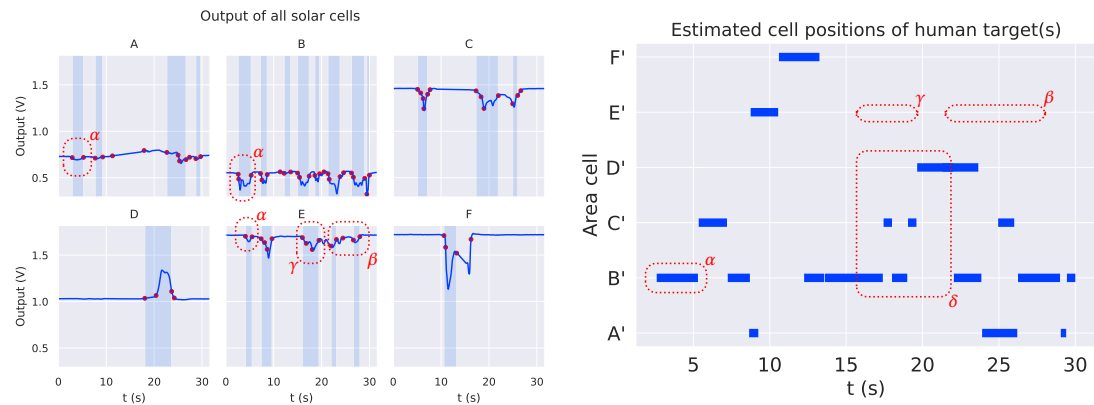 Output of all solar cells
A
B
C
Output (V)
1.5
1.0
0.5
α
α
D
E
F
Output (V)
1.5
1.0
0.5
α
γ
β
0 10 20 30
0 10 20 30
0 10 20 30
t (s)
t (s)
t (s)
Estimated cell positions of human target(s)
Area cell
F'
E'
D'
C'
B'
A'
γ
β
α
δ
5 10 15 20 25 30
t (s)